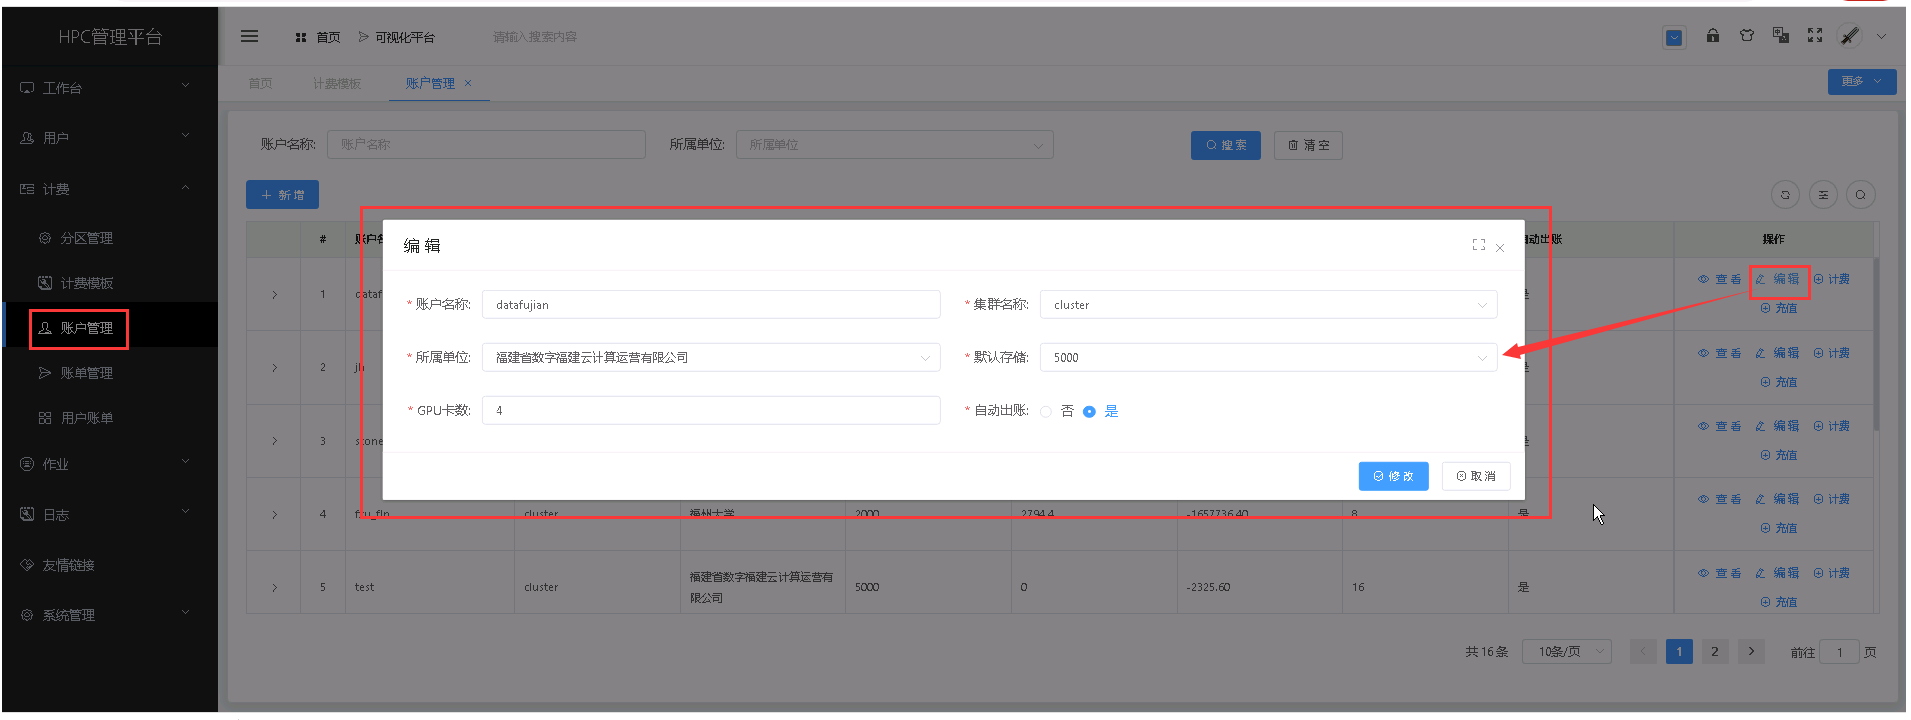 HPC管理平台
首页
可视化平台
请输入搜索内容
工作台
用户
计费
分区管理
计费模板
账户管理
账单管理
用户账单
作业
日志
友情链接
系统管理
首页
计费模板
账户管理 ×
更多
账户名称: 账户名称
所属单位: 所属单位
搜索
清空
+ 新增
# 自动出账 操作
1 查看 编辑 计费
充值
2 查看 编辑 计费
充值
3 查看 编辑 计费
充值
4 cluster 福州大学 2000 2794.4 -1657736.40 8 是 查看 编辑 计费
充值
5 test cluster 福建省数字福建云计算运营有限公司 5000 0 -2325.60 16 是 查看 编辑 计费
充值
编辑
* 账户名称: datafujian
* 集群名称: cluster
* 所属单位: 福建省数字福建云计算运营有限公司
* 默认存储: 5000
* GPU卡数: 4
* 自动出账: 否 是
修改
取消
共 16 条 10条/页 < 1 2 > 前往 1 页